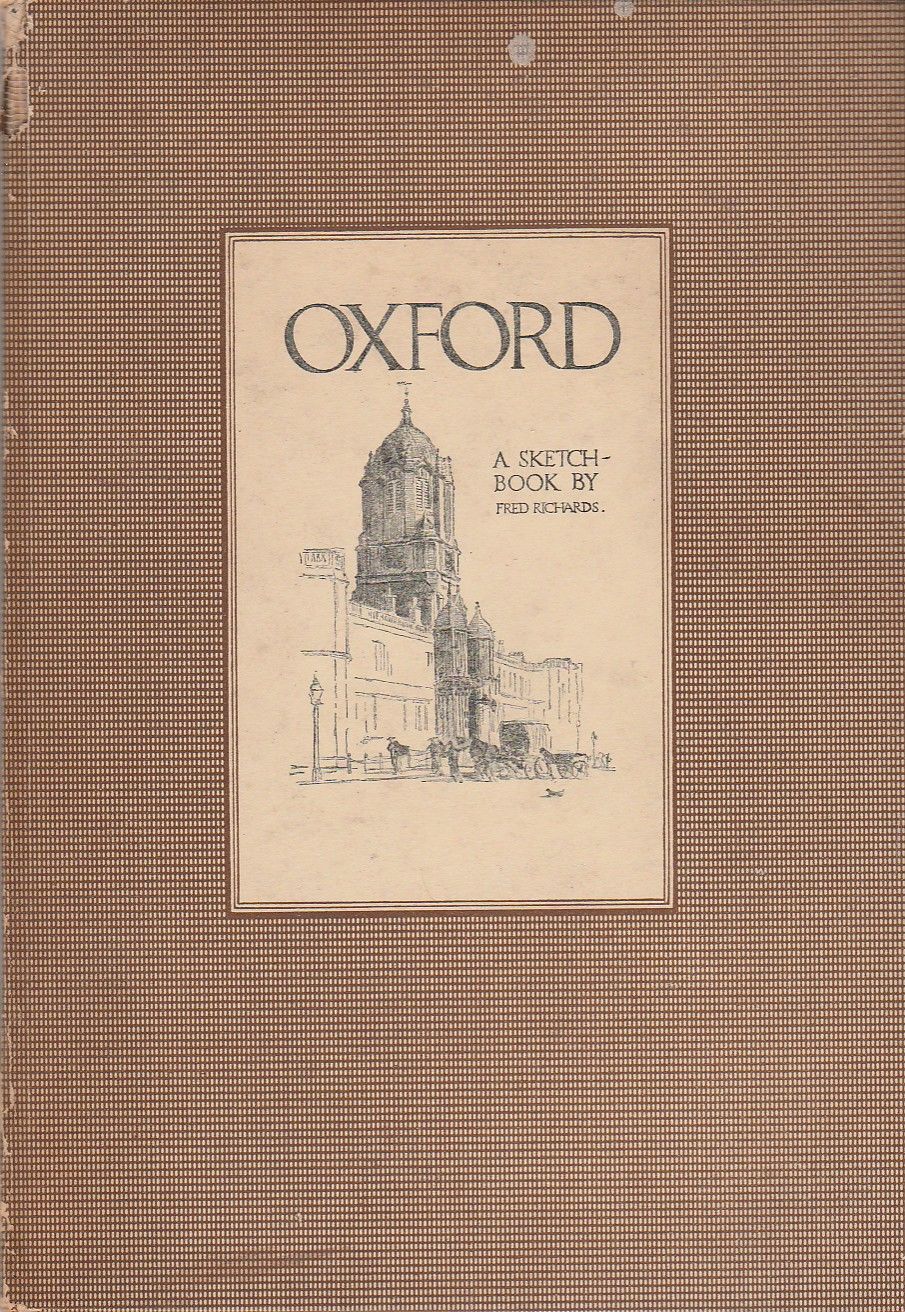 OXFORD
A SKETCH-
BOOK BY
FRED RICHARDS.